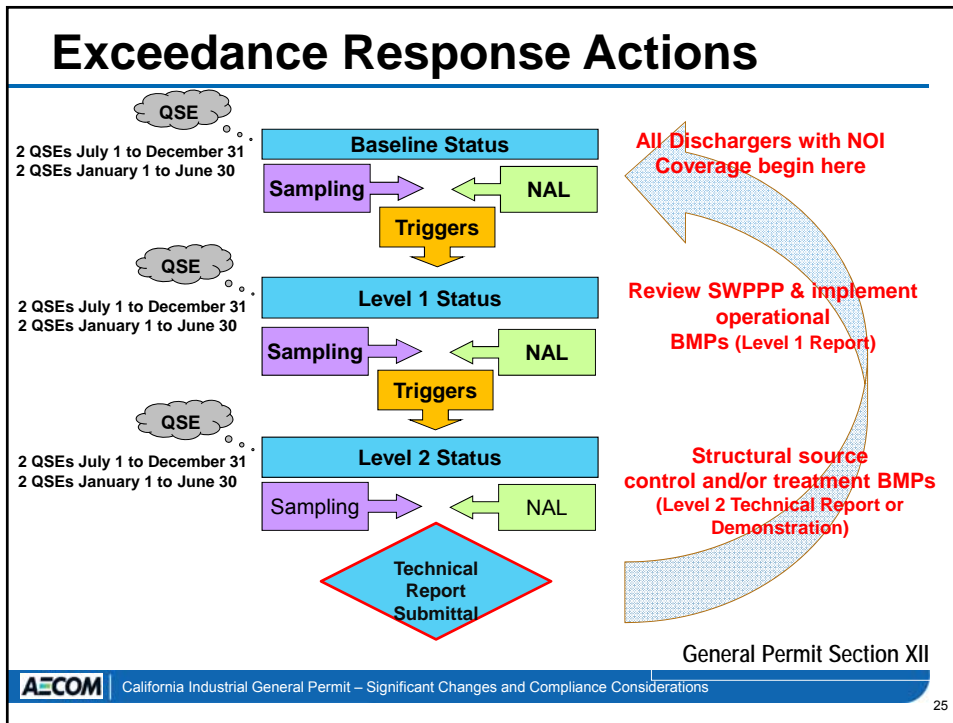 Exceedance Response Actions
QSE
2 QSEs July 1 to December 31
2 QSEs January 1 to June 30
Baseline Status
Sampling
NAL
Triggers
All Dischargers with NOI
Coverage begin here
QSE
2 QSEs July 1 to December 31
2 QSEs January 1 to June 30
Level 1 Status
Sampling
NAL
Triggers
Review SWPPP & implement
operational
BMPs (Level 1 Report)
QSE
2 QSEs July 1 to December 31
2 QSEs January 1 to June 30
Level 2 Status
Sampling
NAL
Structural source
control and/or treatment BMPs
(Level 2 Technical Report or
Demonstration)
Technical
Report
Submittal
General Permit Section XII
AECOM California Industrial General Permit – Significant Changes and Compliance Considerations
25